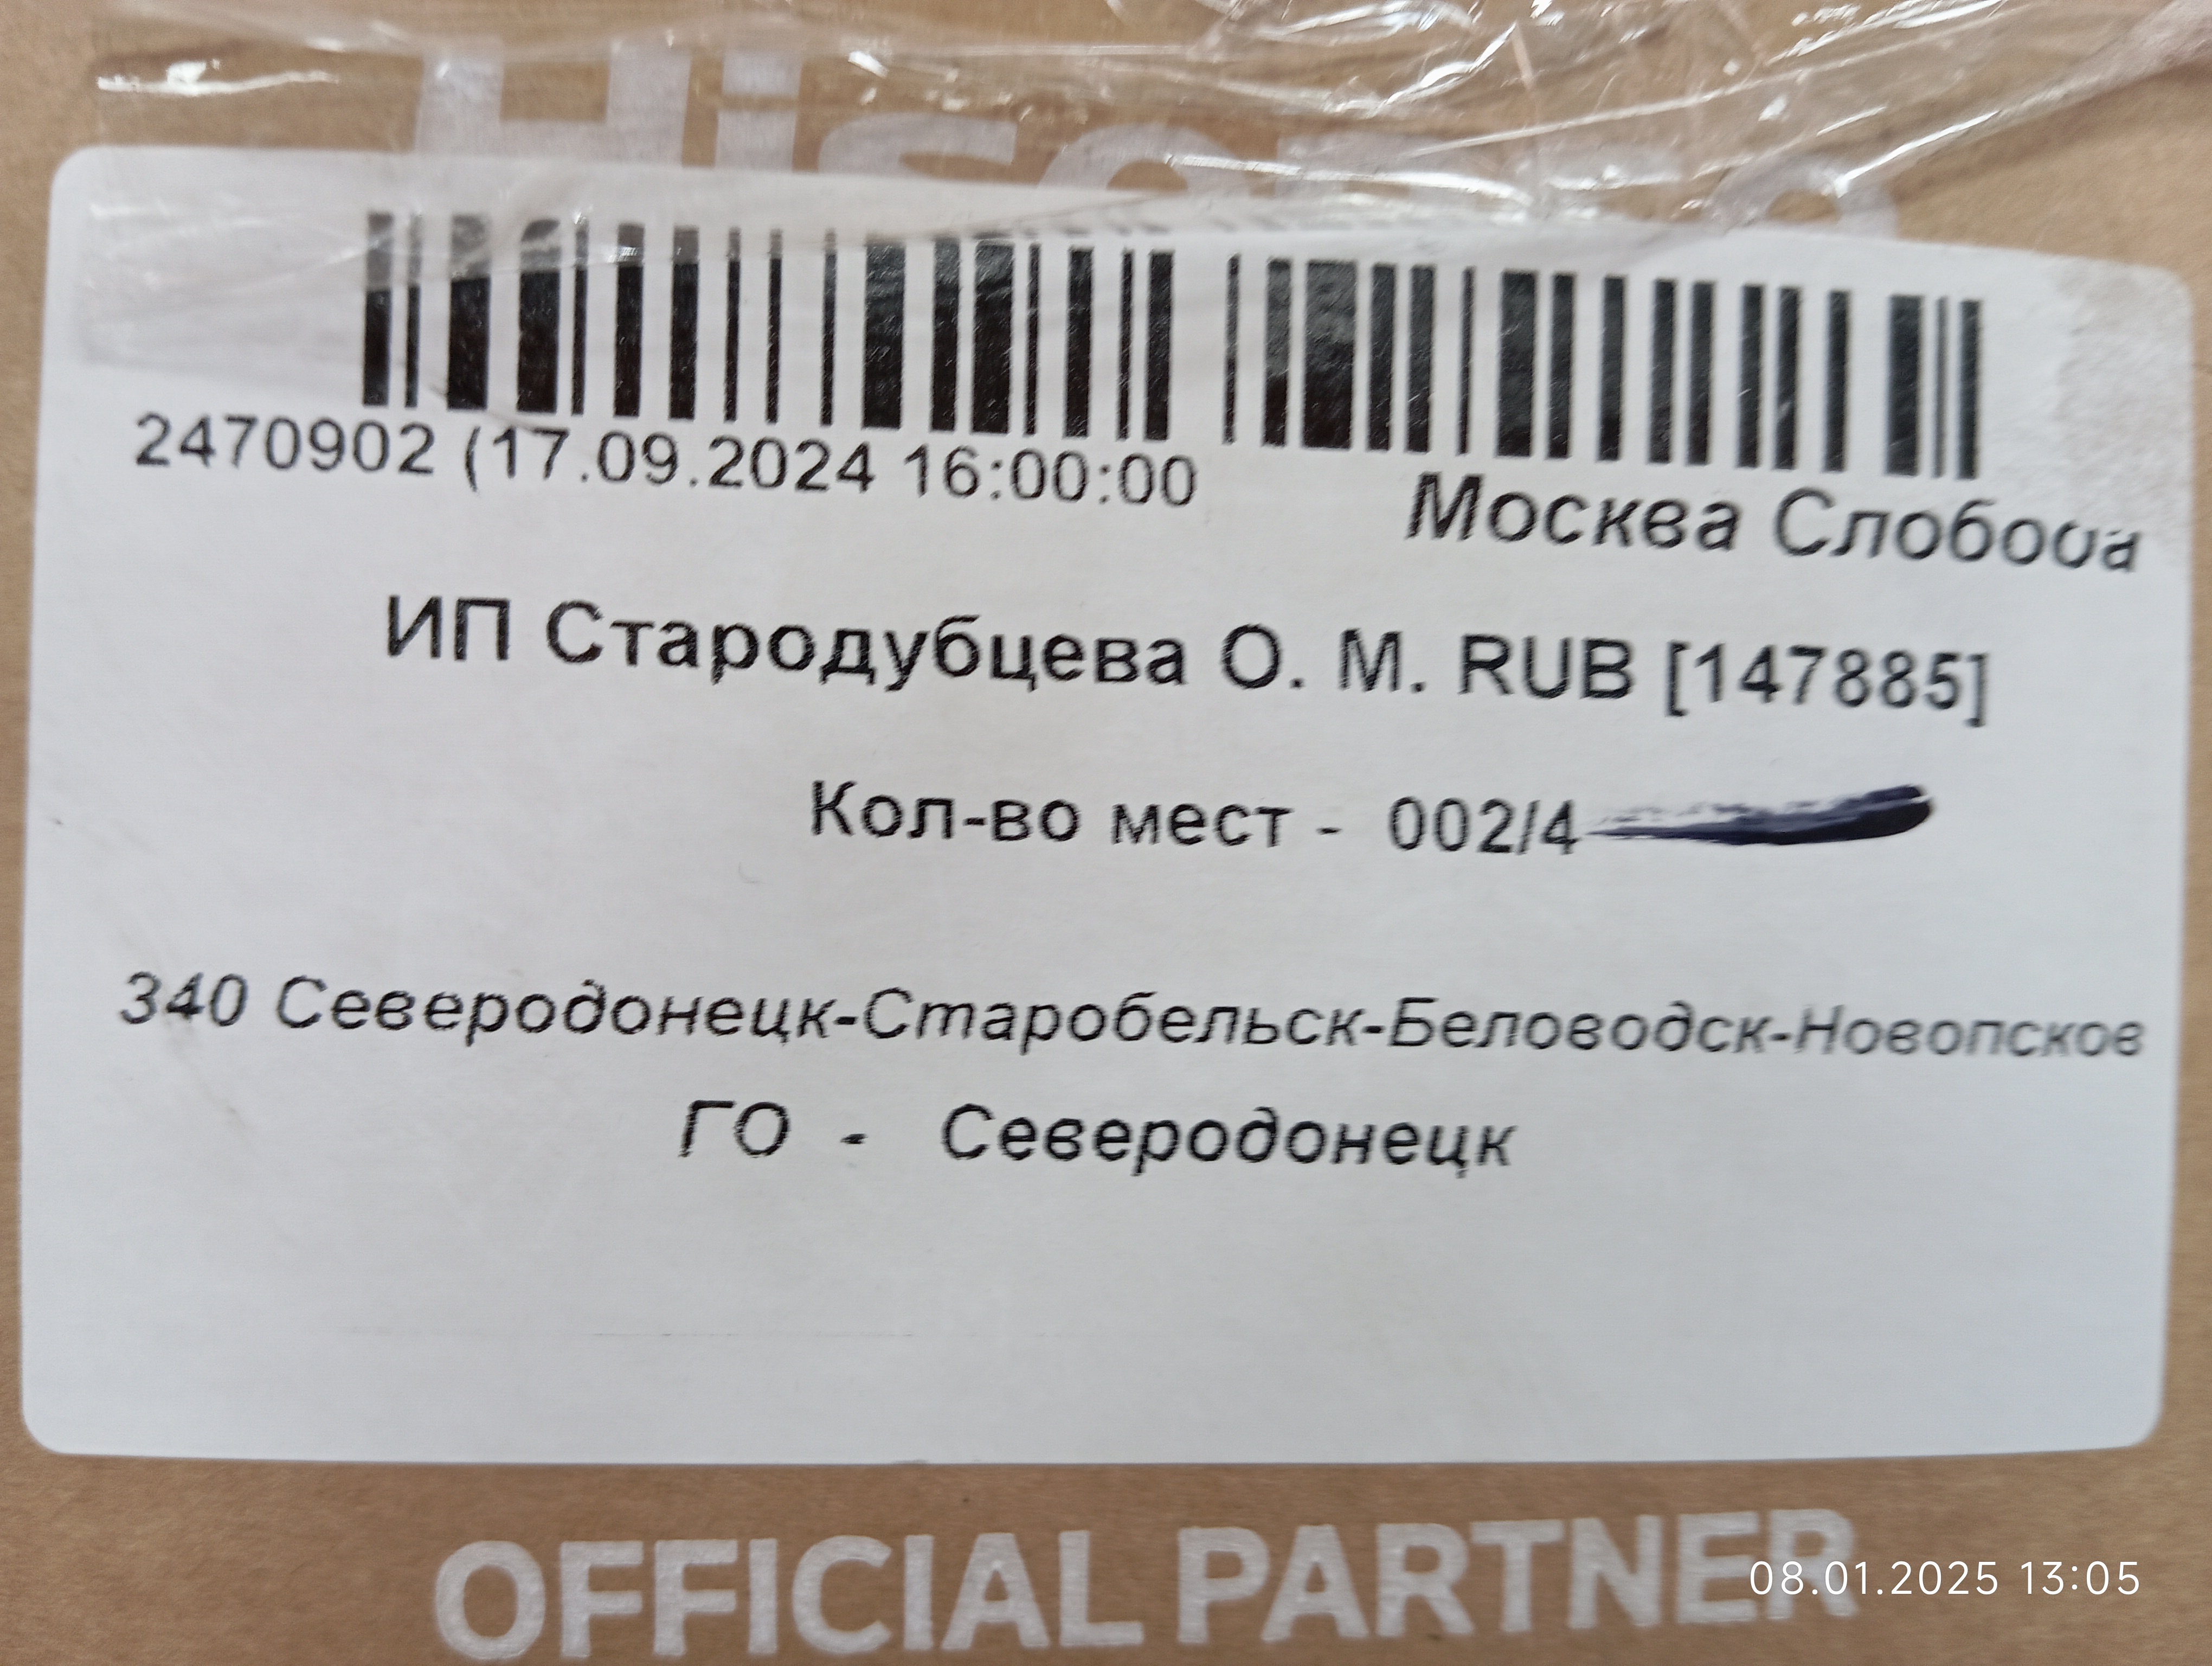 2470902 (17.09.2024 16:00:00
Москва Слобода
ИП Стародубцева О. М. RUB [147885]
Кол-во мест - 002/4
340 Северодонецк-Старобельск-Беловодск-Новопсков
ГО - Северодонецк
OFFICIAL PARTNER
08.01.2025 13:05